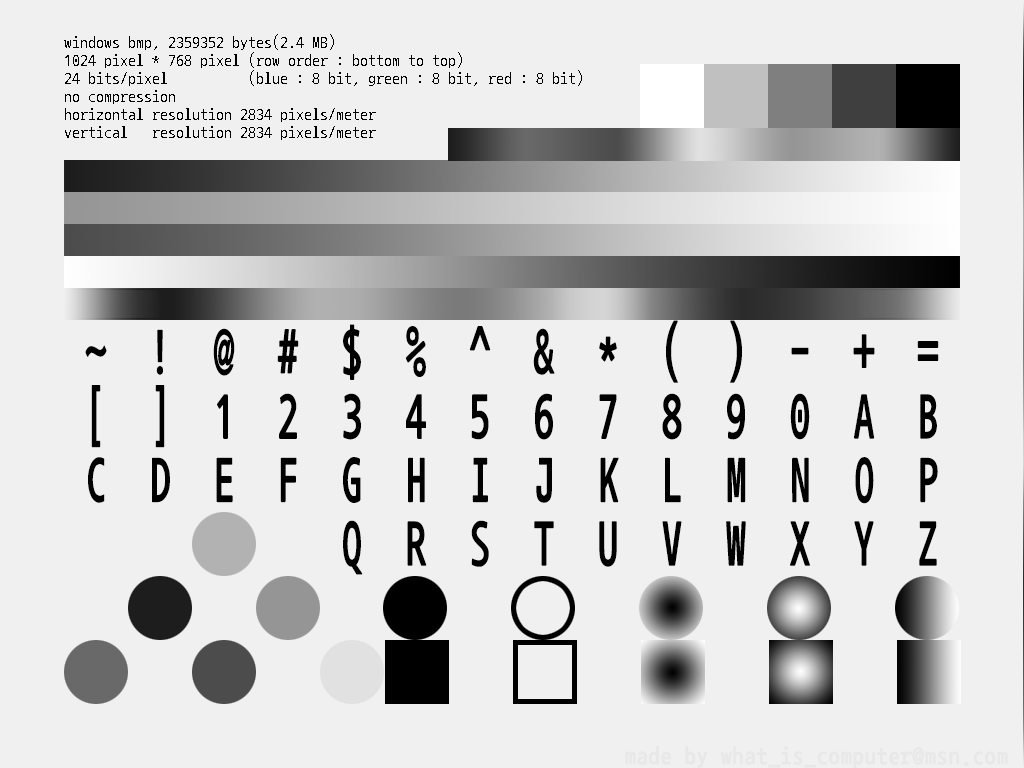 windows bmp, 2359352 bytes(2.4 MB)
1024 pixel * 768 pixel (row order : bottom to top)
24 bits/pixel          (blue : 8 bit, green : 8 bit, red : 8 bit)
no compression
horizontal resolution 2834 pixels/meter
vertical   resolution 2834 pixels/meter
~ ! @ # $ % ^ & * ( ) - + =
[ ] 1 2 3 4 5 6 7 8 9 0 A B
C D E F G H I J K L M N O P
Q R S T U V W X Y Z
made by what_is_computer@msn.com